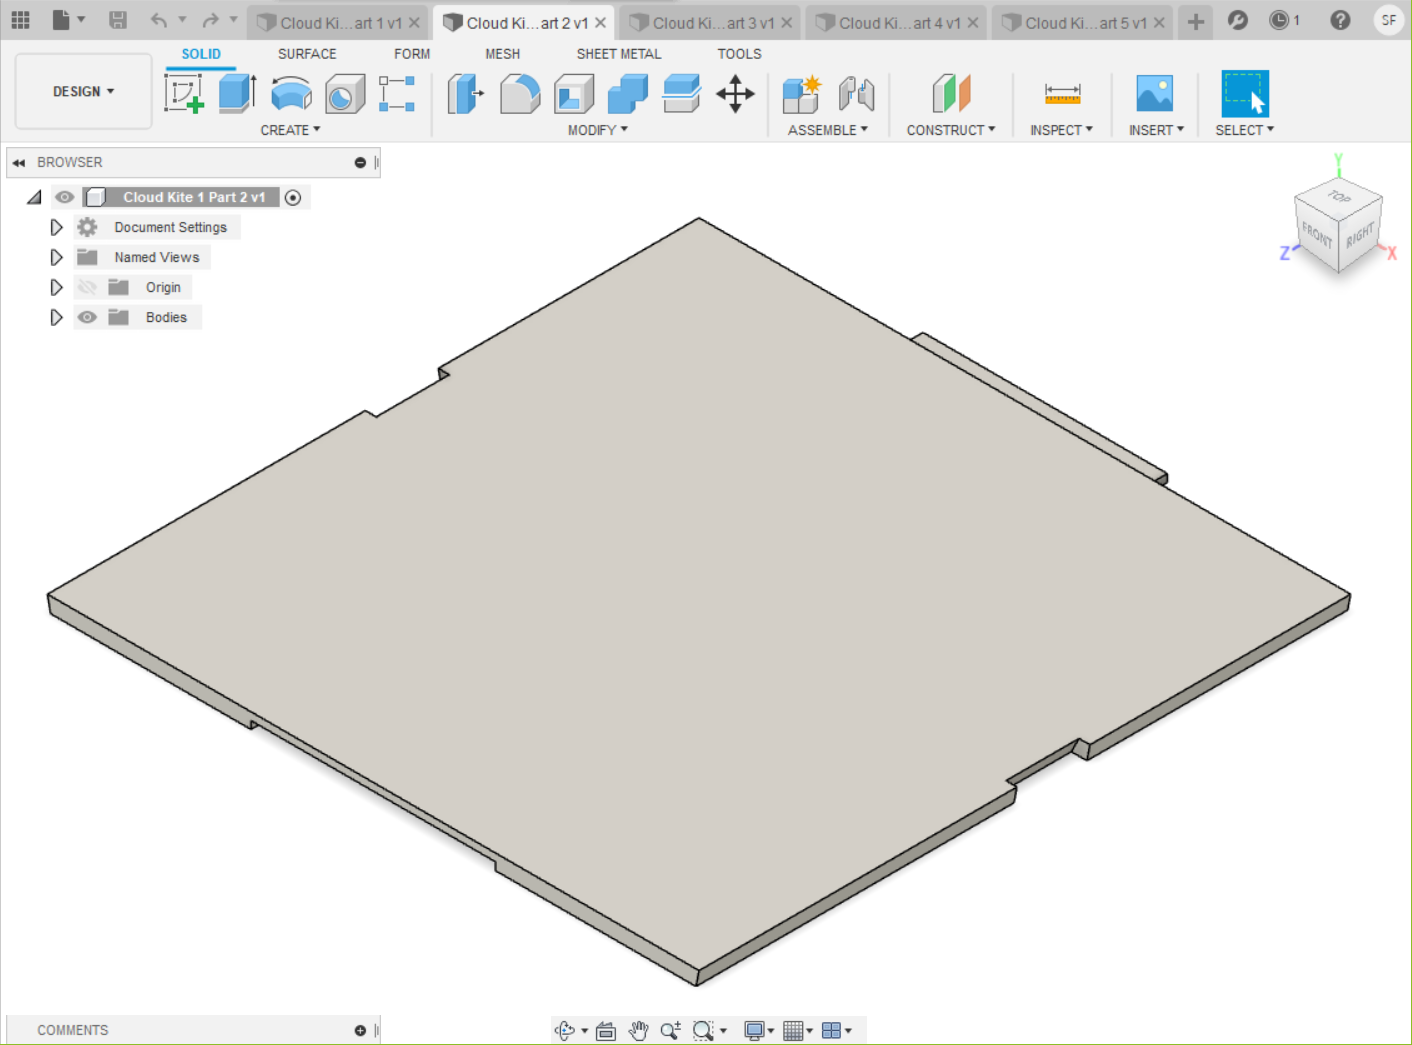 Cloud Ki...art 1 v1 Cloud Ki...art 2 v1 Cloud Ki...art 3 v1 Cloud Ki...art 4 v1 Cloud Ki...art 5 v1 1 SF
SOLID SURFACE FORM MESH SHEET METAL TOOLS
DESIGN
CREATE MODIFY ASSEMBLE CONSTRUCT INSPECT INSERT SELECT
BROWSER
Cloud Kite 1 Part 2 v1
Document Settings
Named Views
Origin
Bodies
Y
TOP
FRONT RIGHT
Z X
COMMENTS